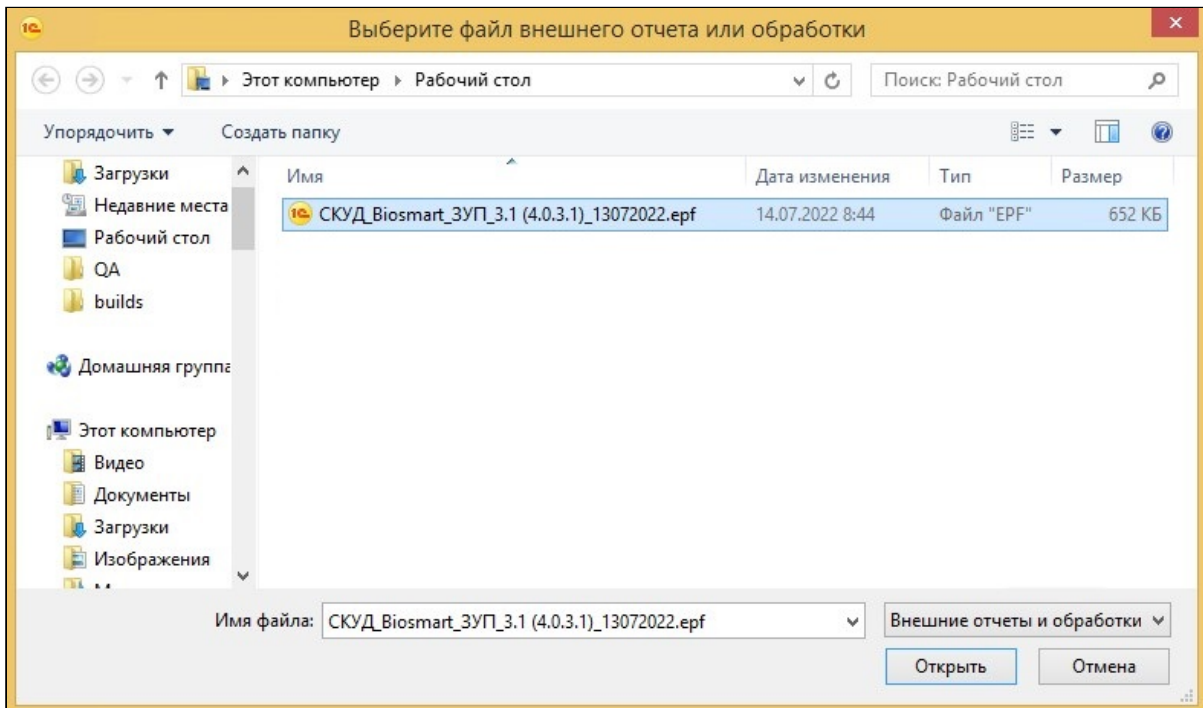 1С
Выберите файл внешнего отчета или обработки
Этот компьютер
Рабочий стол
Поиск: Рабочий стол
Упорядочить
Создать папку
Загрузки
Недавние места
Рабочий стол
QA
builds
Домашняя группа
Этот компьютер
Видео
Документы
Загрузки
Изображения
Имя Дата изменения Тип Размер
СКУД_Biosmart_ЗУП_3.1 (4.0.3.1)_13072022.epf 14.07.2022 8:44 Файл "EPF" 652 КБ
Имя файла: СКУД_Biosmart_ЗУП_3.1 (4.0.3.1)_13072022.epf
Внешние отчеты и обработки
Открыть
Отмена